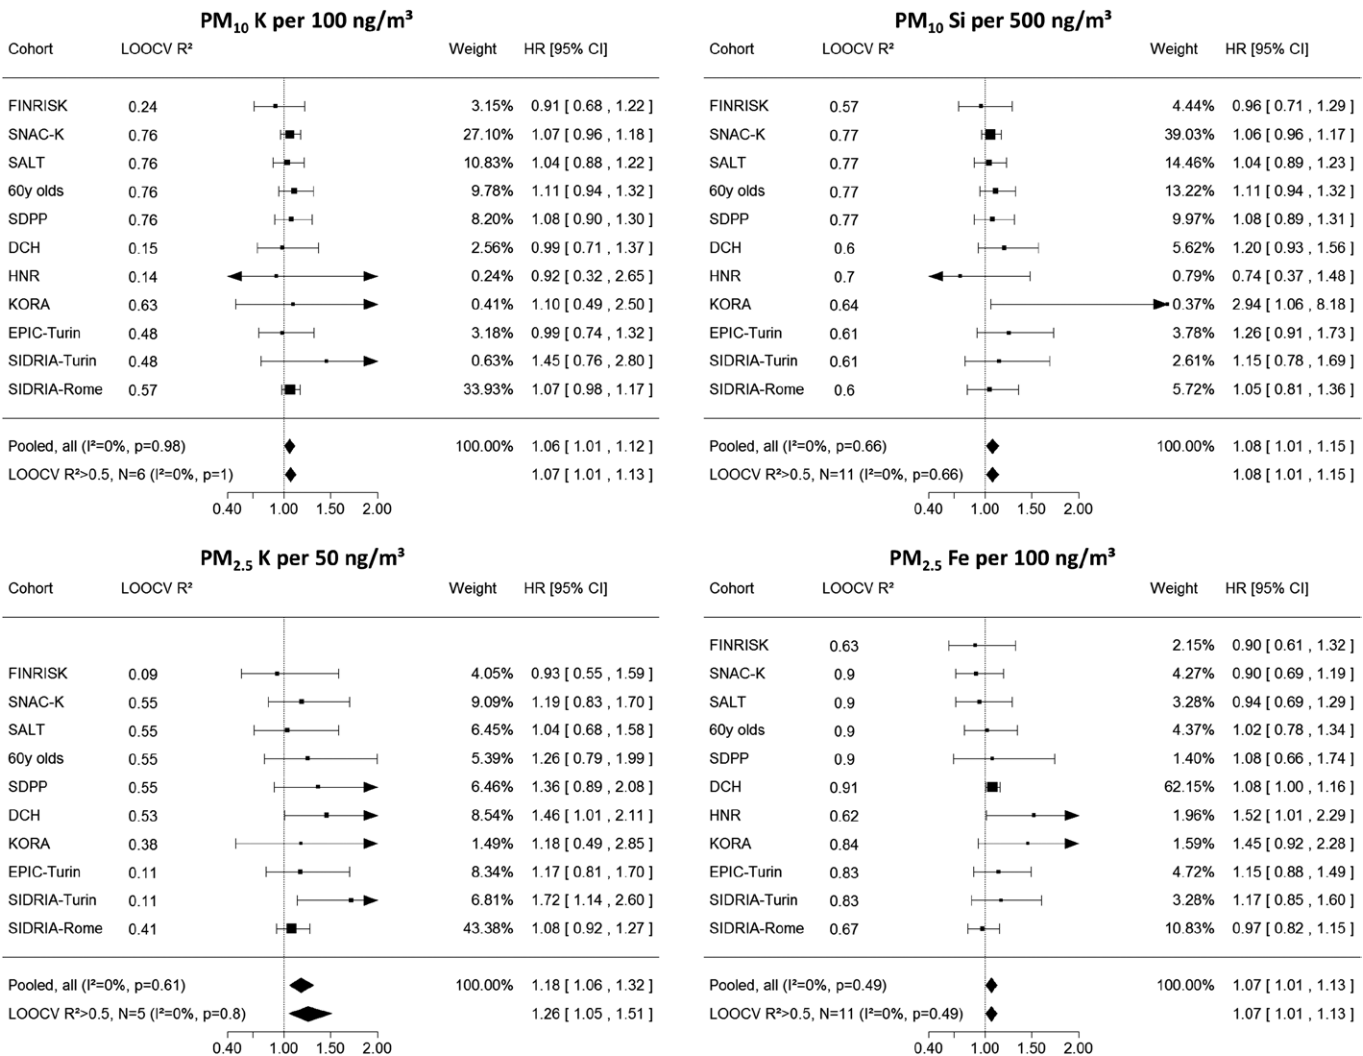 PM10 K per 100 ng/m³
Cohort LOOCV R² Weight HR [95% CI]
FINRISK 0.24 3.15% 0.91 [ 0.68 , 1.22 ]
SNAC-K 0.76 27.10% 1.07 [ 0.96 , 1.18 ]
SALT 0.76 10.83% 1.04 [ 0.88 , 1.22 ]
60y olds 0.76 9.78% 1.11 [ 0.94 , 1.32 ]
SDPP 0.76 8.20% 1.08 [ 0.90 , 1.30 ]
DCH 0.15 2.56% 0.99 [ 0.71 , 1.37 ]
HNR 0.14 0.24% 0.92 [ 0.32 , 2.65 ]
KORA 0.63 0.41% 1.10 [ 0.49 , 2.50 ]
EPIC-Turin 0.48 3.18% 0.99 [ 0.74 , 1.32 ]
SIDRIA-Turin 0.48 0.63% 1.45 [ 0.76 , 2.80 ]
SIDRIA-Rome 0.57 33.93% 1.07 [ 0.98 , 1.17 ]
Pooled, all (I²=0%, p=0.98) 100.00% 1.06 [ 1.01 , 1.12 ]
LOOCV R²>0.5, N=6 (I²=0%, p=1) 1.07 [ 1.01 , 1.13 ]
0.40 1.00 1.50 2.00
PM10 Si per 500 ng/m³
Cohort LOOCV R² Weight HR [95% CI]
FINRISK 0.57 4.44% 0.96 [ 0.71 , 1.29 ]
SNAC-K 0.77 39.03% 1.06 [ 0.96 , 1.17 ]
SALT 0.77 14.46% 1.04 [ 0.89 , 1.23 ]
60y olds 0.77 13.22% 1.11 [ 0.94 , 1.32 ]
SDPP 0.77 9.97% 1.08 [ 0.89 , 1.31 ]
DCH 0.6 5.62% 1.20 [ 0.93 , 1.56 ]
HNR 0.7 0.79% 0.74 [ 0.37 , 1.48 ]
KORA 0.64 0.37% 2.94 [ 1.06 , 8.18 ]
EPIC-Turin 0.61 3.78% 1.26 [ 0.91 , 1.73 ]
SIDRIA-Turin 0.61 2.61% 1.15 [ 0.78 , 1.69 ]
SIDRIA-Rome 0.6 5.72% 1.05 [ 0.81 , 1.36 ]
Pooled, all (I²=0%, p=0.66) 100.00% 1.08 [ 1.01 , 1.15 ]
LOOCV R²>0.5, N=11 (I²=0%, p=0.66) 1.08 [ 1.01 , 1.15 ]
0.40 1.00 1.50 2.00
PM2.5 K per 50 ng/m³
Cohort LOOCV R² Weight HR [95% CI]
FINRISK 0.09 4.05% 0.93 [ 0.55 , 1.59 ]
SNAC-K 0.55 9.09% 1.19 [ 0.83 , 1.70 ]
SALT 0.55 6.45% 1.04 [ 0.68 , 1.58 ]
60y olds 0.55 5.39% 1.26 [ 0.79 , 1.99 ]
SDPP 0.55 6.46% 1.36 [ 0.89 , 2.08 ]
DCH 0.53 8.54% 1.46 [ 1.01 , 2.11 ]
KORA 0.38 1.49% 1.18 [ 0.49 , 2.85 ]
EPIC-Turin 0.11 8.34% 1.17 [ 0.81 , 1.70 ]
SIDRIA-Turin 0.11 6.81% 1.72 [ 1.14 , 2.60 ]
SIDRIA-Rome 0.41 43.38% 1.08 [ 0.92 , 1.27 ]
Pooled, all (I²=0%, p=0.61) 100.00% 1.18 [ 1.06 , 1.32 ]
LOOCV R²>0.5, N=5 (I²=0%, p=0.8) 1.26 [ 1.05 , 1.51 ]
0.40 1.00 1.50 2.00
PM2.5 Fe per 100 ng/m³
Cohort LOOCV R² Weight HR [95% CI]
FINRISK 0.63 2.15% 0.90 [ 0.61 , 1.32 ]
SNAC-K 0.9 4.27% 0.90 [ 0.69 , 1.19 ]
SALT 0.9 3.28% 0.94 [ 0.69 , 1.29 ]
60y olds 0.9 4.37% 1.02 [ 0.78 , 1.34 ]
SDPP 0.9 1.40% 1.08 [ 0.66 , 1.74 ]
DCH 0.91 62.15% 1.08 [ 1.00 , 1.16 ]
HNR 0.62 1.96% 1.52 [ 1.01 , 2.29 ]
KORA 0.84 1.59% 1.45 [ 0.92 , 2.28 ]
EPIC-Turin 0.83 4.72% 1.15 [ 0.88 , 1.49 ]
SIDRIA-Turin 0.83 3.28% 1.17 [ 0.85 , 1.60 ]
SIDRIA-Rome 0.67 10.83% 0.97 [ 0.82 , 1.15 ]
Pooled, all (I²=0%, p=0.49) 100.00% 1.07 [ 1.01 , 1.13 ]
LOOCV R²>0.5, N=11 (I²=0%, p=0.49) 1.07 [ 1.01 , 1.13 ]
0.40 1.00 1.50 2.00